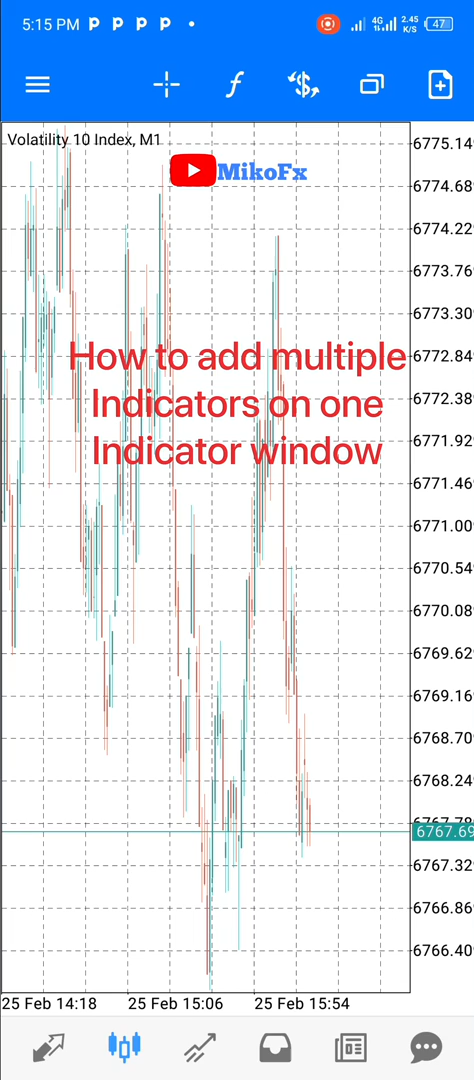 5:15 PM
4G
2.45
K/S
47
Volatility 10 Index, M1
MikoFx
How to add multiple
Indicators on one
Indicator window
6775.14
6774.68
6774.22
6773.76
6773.30
6772.84
6772.38
6771.92
6771.46
6771.00
6770.54
6770.08
6769.62
6769.16
6768.70
6768.24
6767.78
6767.69
6767.32
6766.86
6766.40
25 Feb 14:18
25 Feb 15:06
25 Feb 15:54